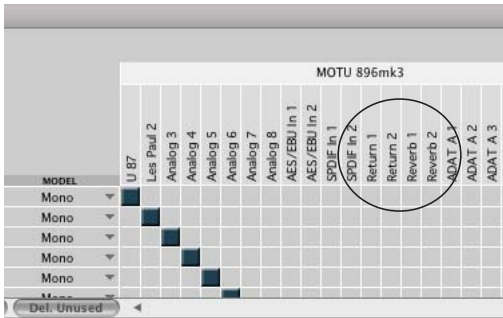 MOTU 896mk3
U 87
Les Paul 2
Analog 3
Analog 4
Analog 5
Analog 6
Analog 7
Analog 8
AES/EBU In 1
AES/EBU In 2
SPDIF In 1
SPDIF In 2
Return 1
Return 2
Reverb 1
Reverb 2
ADAT A 1
ADAT A 2
ADAT A 3
MODEL
Mono
Mono
Mono
Mono
Mono
Mono
Del. Unused